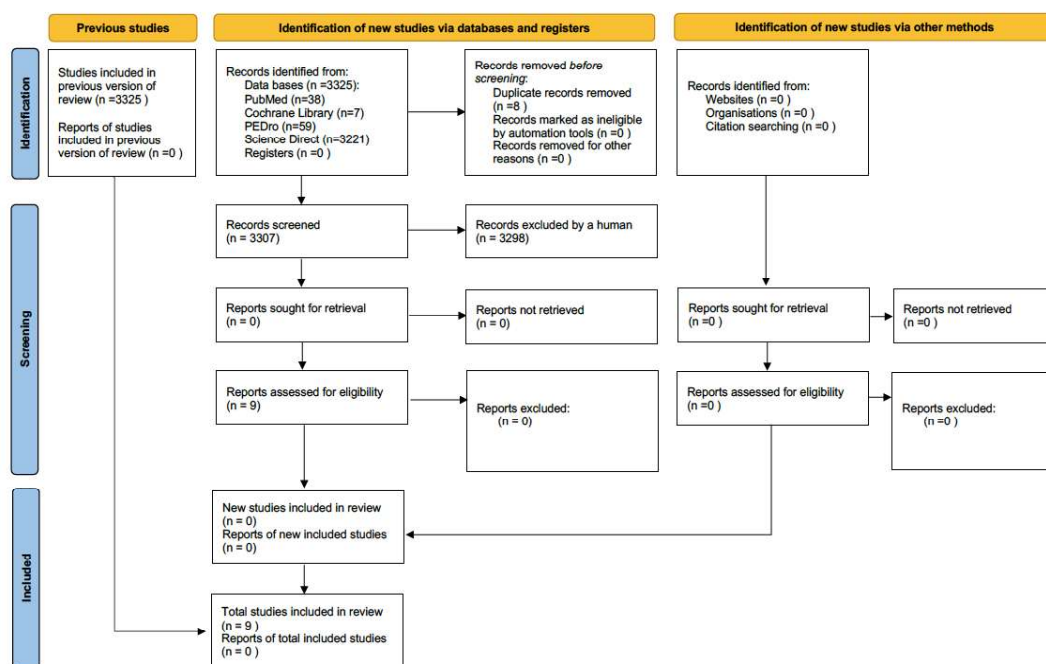 Previous studies
Identification of new studies via databases and registers
Identification of new studies via other methods
Identification
Studies included in
previous version of
review (n =3325 )
Reports of studies
included in previous
version of review (n =0 )
Records identified from:
Data bases (n =3325):
PubMed (n=38)
Cochrane Library (n=7)
PEDro (n=59)
Science Direct (n=3221)
Registers (n =0 )
Records removed before
screening:
Duplicate records removed
(n =8 )
Records marked as ineligible
by automation tools (n =0 )
Records removed for other
reasons (n =0 )
Records identified from:
Websites (n =0 )
Organisations (n =0 )
Citation searching (n =0 )
Screening
Records screened
(n = 3307)
Records excluded by a human
(n = 3298)
Reports sought for retrieval
(n = 0)
Reports not retrieved
(n = 0)
Reports sought for retrieval
(n =0 )
Reports not retrieved
(n =0 )
Reports assessed for eligibility
(n = 9)
Reports excluded:
(n = 0)
Reports assessed for eligibility
(n =0 )
Reports excluded:
(n =0 )
Included
New studies included in review
(n = 0)
Reports of new included studies
(n = 0)
Total studies included in review
(n = 9 )
Reports of total included studies
(n = 0 )